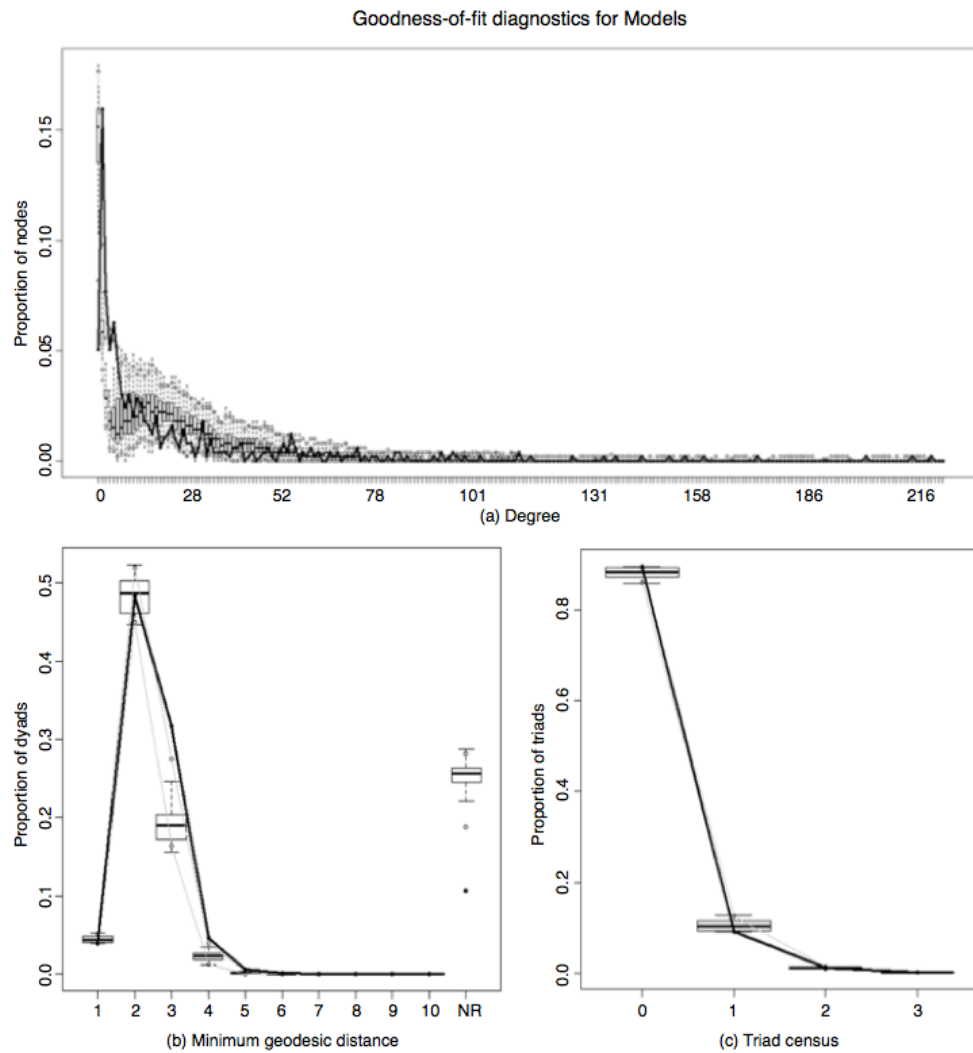 Goodness-of-fit diagnostics for Models
Proportion of nodes
0.15
0.10
0.05
0.00
0 28 52 78 101 131 158 186 216
(a) Degree
Proportion of dyads
0.5
0.4
0.3
0.2
0.1
0.0
1 2 3 4 5 6 7 8 9 10 NR
(b) Minimum geodesic distance
Proportion of triads
0.8
0.6
0.4
0.2
0.0
0 1 2 3
(c) Triad census